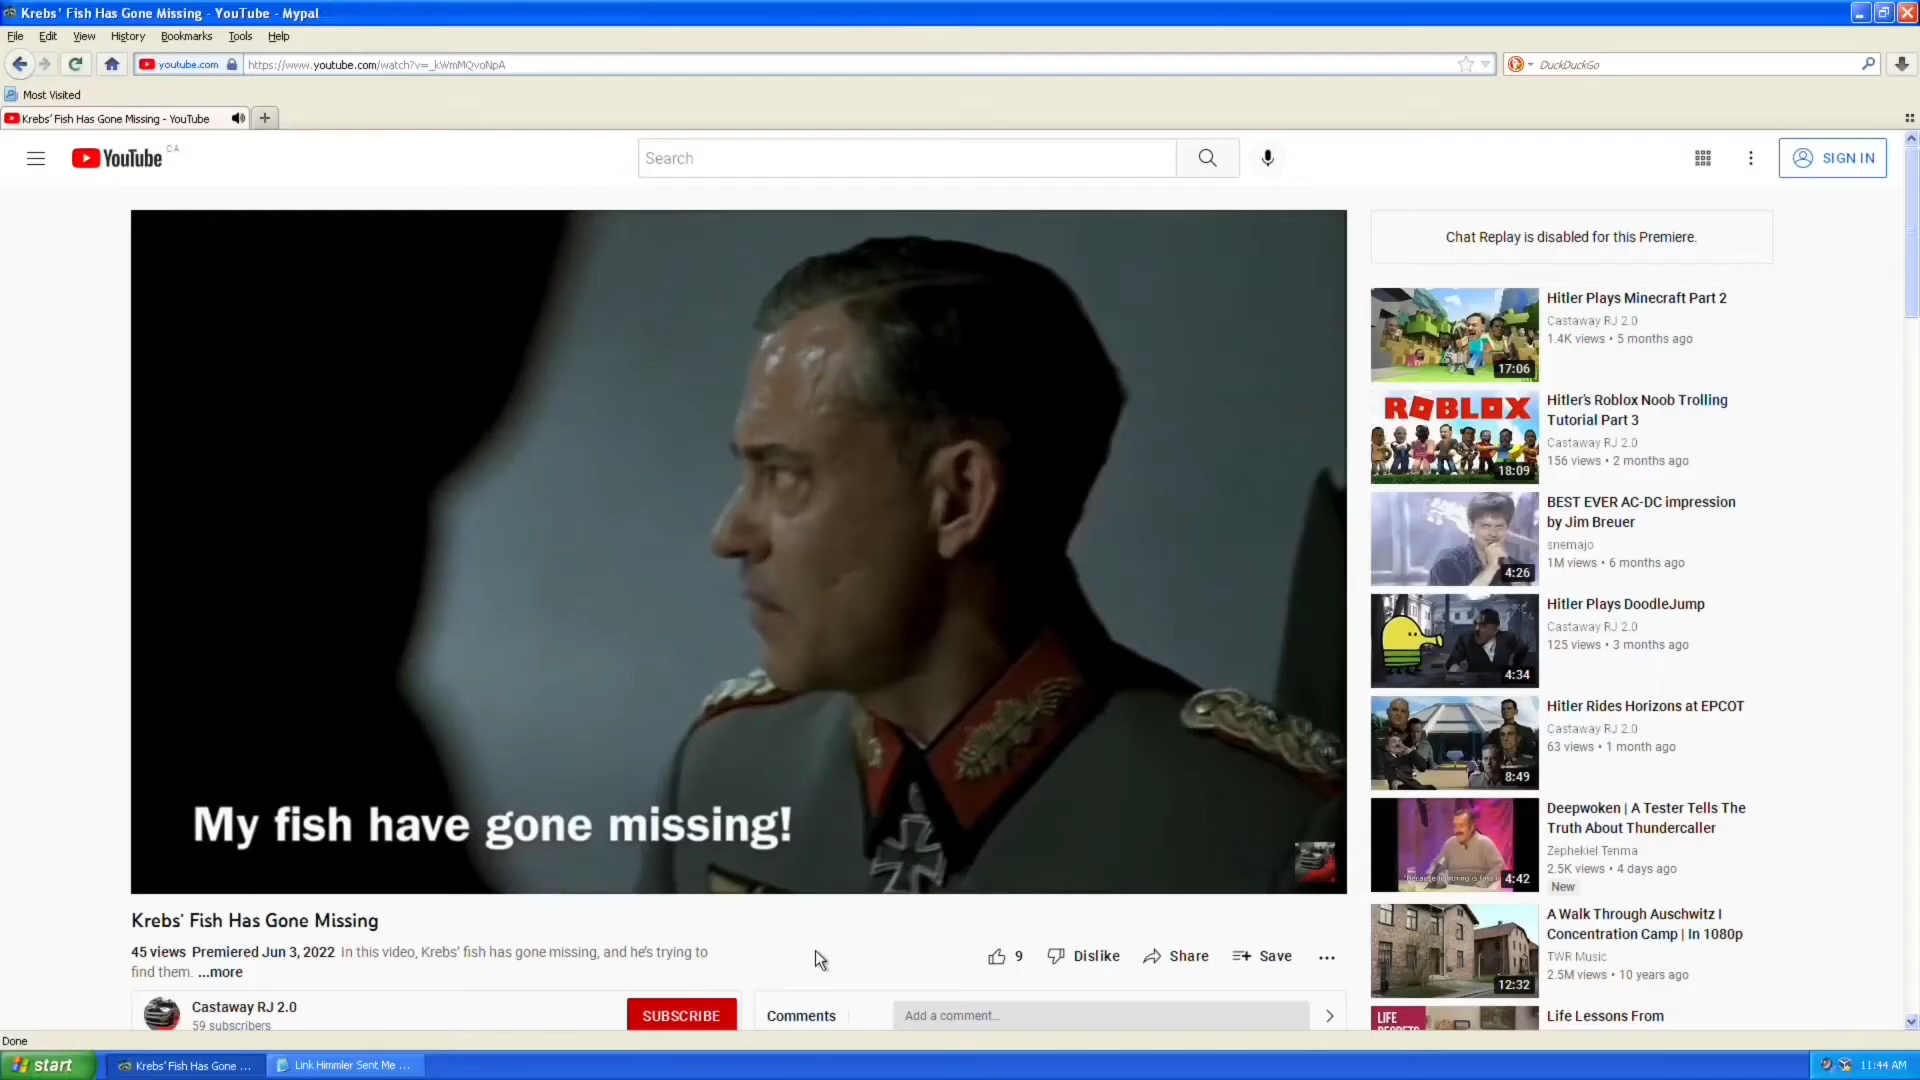 Krebs' Fish Has Gone Missing - YouTube - Mypal
File Edit View History Bookmarks Tools Help
youtube.com https://www.youtube.com/watch?v=_kWmMQvoNpA DuckDuckGo
Most Visited
Krebs' Fish Has Gone Missing - YouTube
YouTube CA
Search
SIGN IN
My fish have gone missing!
Krebs' Fish Has Gone Missing
45 views Premiered Jun 3, 2022 In this video, Krebs' fish has gone missing, and he's trying to
find them. ...more
9 Dislike Share Save
Castaway RJ 2.0
59 subscribers
SUBSCRIBE
Comments
Add a comment...
Chat Replay is disabled for this Premiere.
17:06
Hitler Plays Minecraft Part 2
Castaway RJ 2.0
1.4K views • 5 months ago
ROBLOX
18:09
Hitler's Roblox Noob Trolling
Tutorial Part 3
Castaway RJ 2.0
156 views • 2 months ago
4:26
BEST EVER AC-DC impression
by Jim Breuer
snemajo
1M views • 6 months ago
4:34
Hitler Plays DoodleJump
Castaway RJ 2.0
125 views • 3 months ago
8:49
Hitler Rides Horizons at EPCOT
Castaway RJ 2.0
63 views • 1 month ago
4:42
Deepwoken | A Tester Tells The
Truth About Thundercaller
Zephekiel Tenma
2.5K views • 4 days ago
New
12:32
A Walk Through Auschwitz I
Concentration Camp | In 1080p
TWR Music
2.5M views • 10 years ago
LIFE
Life Lessons From
Done
start
Krebs' Fish Has Gone ...
Link Himmler Sent Me ...
11:44 AM